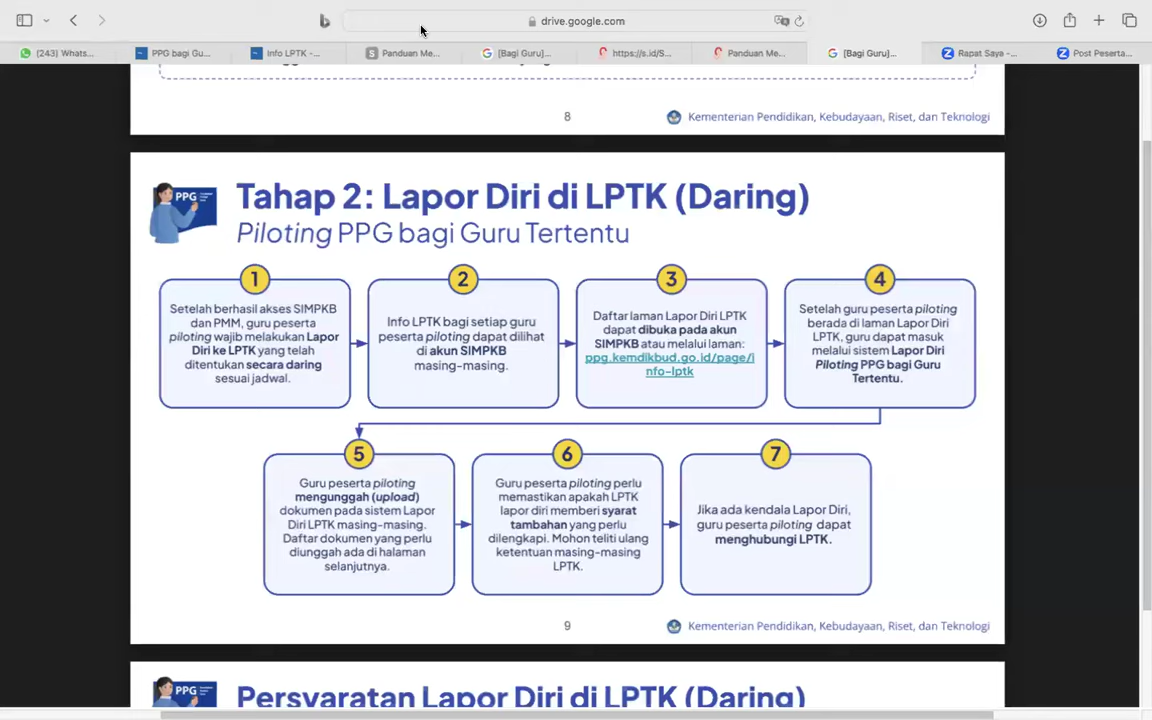 drive.google.com
(243) Whats...
PPG bagi Gu...
Info LPTK -...
Panduan Me...
[Bagi Guru]...
https://s.id/S...
Panduan Me...
[Bagi Guru]...
Rapat Saya -...
Post Peserta...
8
Kementerian Pendidikan, Kebudayaan, Riset, dan Teknologi
PPG
Tahap 2: Lapor Diri di LPTK (Daring)
Piloting PPG bagi Guru Tertentu
1
Setelah berhasil akses SIMPKB
dan PMM, guru peserta
piloting wajib melakukan Lapor
Diri ke LPTK yang telah
ditentukan secara daring
sesuai jadwal.
2
Info LPTK bagi setiap guru
peserta piloting dapat dilihat
di akun SIMPKB
masing-masing.
3
Daftar laman Lapor Diri LPTK
dapat dibuka pada akun
SIMPKB atau melalui laman:
ppg.kemdikbud.go.id/page/i
nfo-lptk
4
Setelah guru peserta piloting
berada di laman Lapor Diri
LPTK, guru dapat masuk
melalui sistem Lapor Diri
Piloting PPG bagi Guru
Tertentu.
5
Guru peserta piloting
mengunggah (upload)
dokumen pada sistem Lapor
Diri LPTK masing-masing.
Daftar dokumen yang perlu
diunggah ada di halaman
selanjutnya.
6
Guru peserta piloting perlu
memastikan apakah LPTK
lapor diri memberi syarat
tambahan yang perlu
dilengkapi. Mohon teliti ulang
ketentuan masing-masing
LPTK.
7
Jika ada kendala Lapor Diri,
guru peserta piloting dapat
menghubungi LPTK.
9
Kementerian Pendidikan, Kebudayaan, Riset, dan Teknologi
PPG
Persyaratan Lapor Diri di LPTK (Daring)